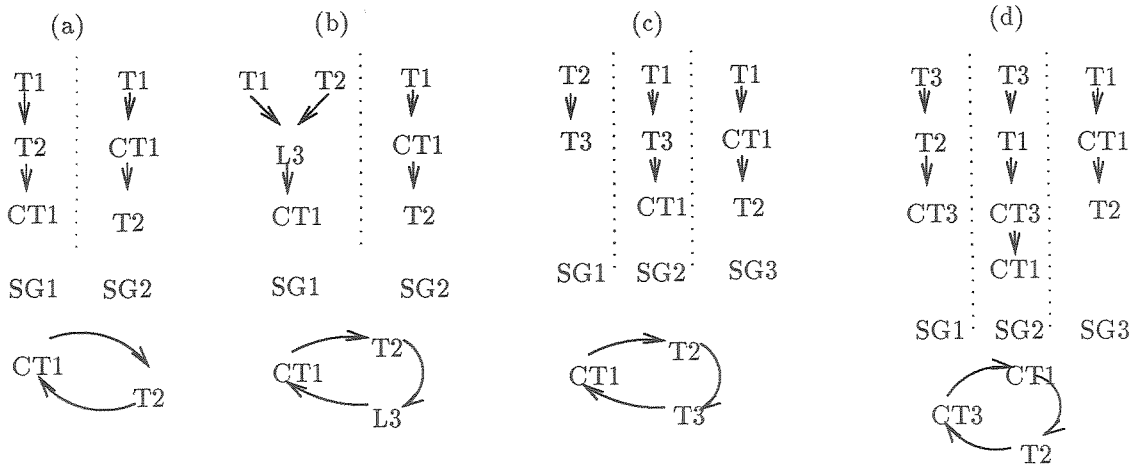 (a) (b) (c) (d)
T1 T1 T1 T2 T1 T2 T1 T1 T3 T3 T1
T2 CT1 L3 CT1 T3 T3 CT1 T2 T1 CT1
CT1 T2 CT1 T2 CT1 T2 CT3 CT3 T2
CT1
SG1 SG2 SG1 SG2 SG1 SG2 SG3
SG1 SG2 SG3
CT1 T2
CT1 T2 L3
CT1 T2 T3
CT1 CT3 T2